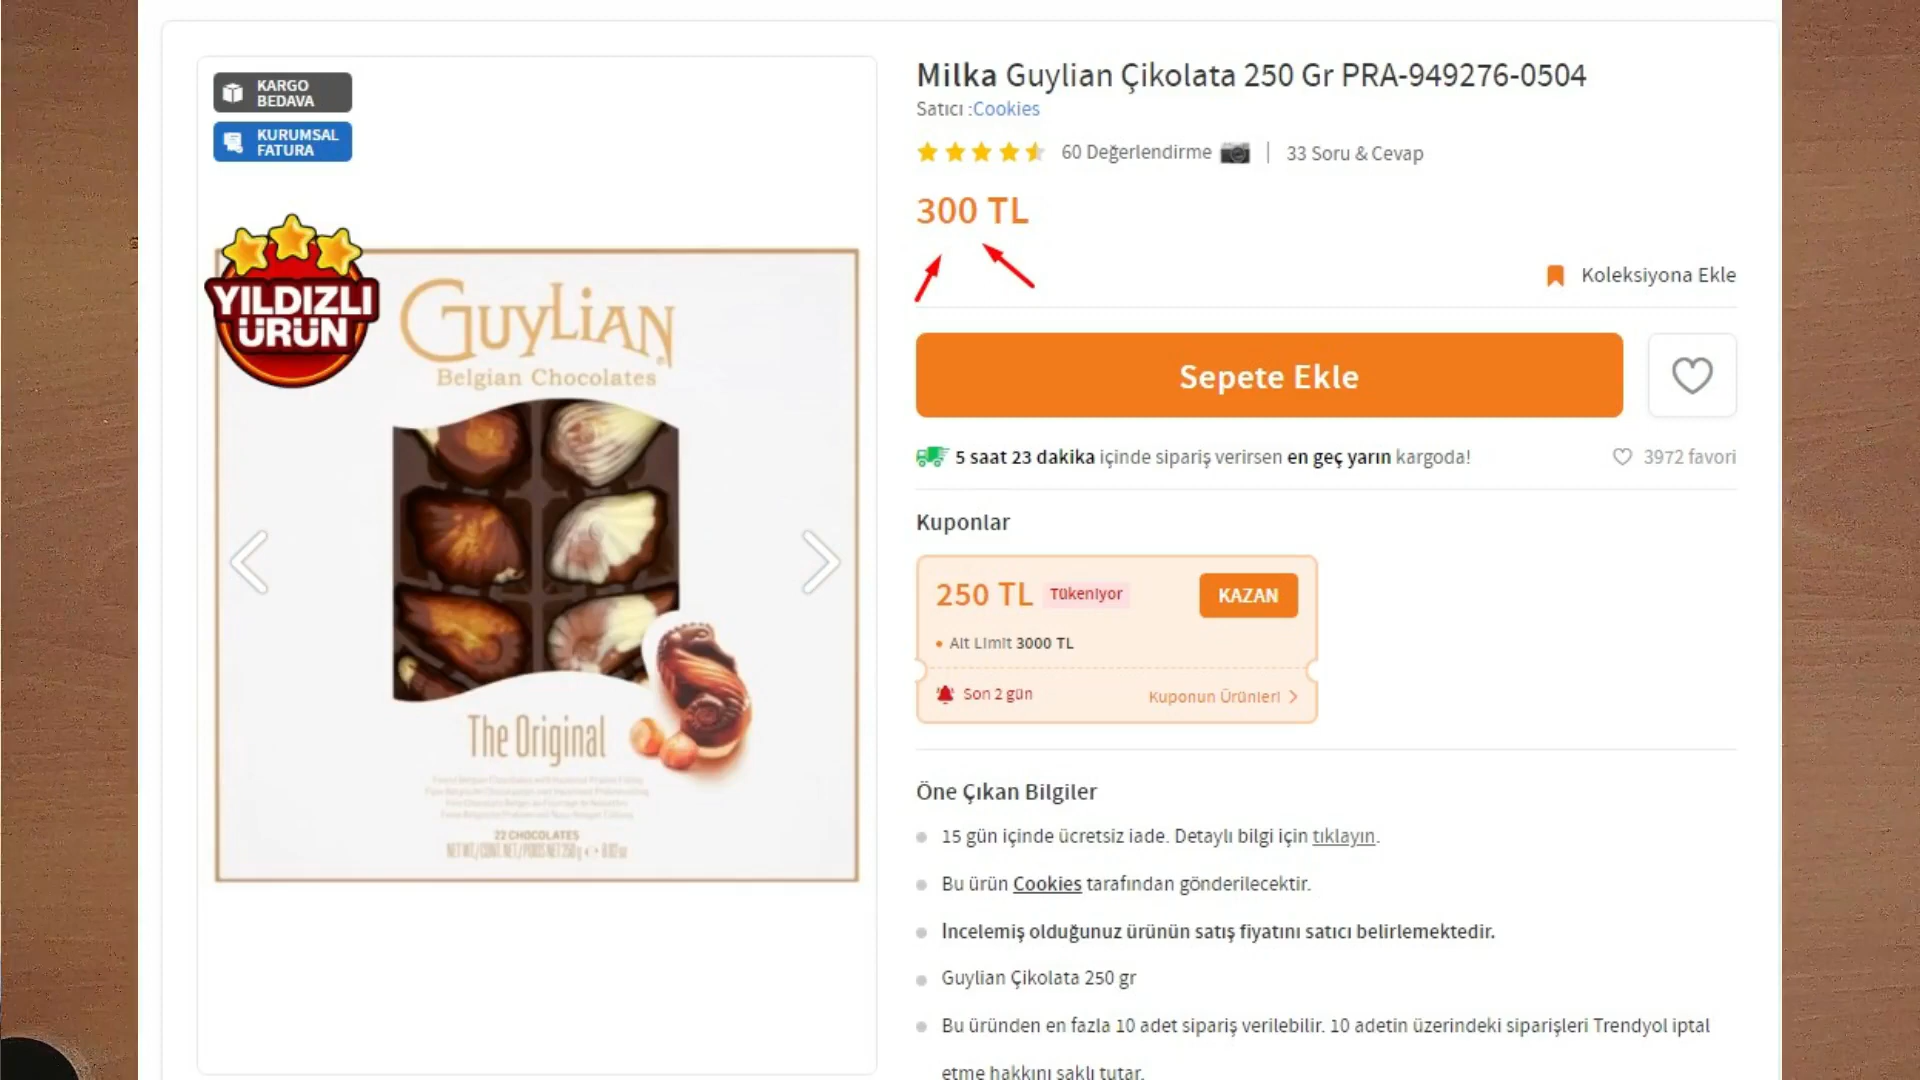 KARGO
BEDAVA
KURUMSAL
FATURA
YILDIZLI
ÜRÜN
GUYLIAN
Belgian Chocolates
The Original
22 CHOCOLATES
Milka Guylian Çikolata 250 Gr PRA-949276-0504
Satıcı :Cookies
60 Değerlendirme | 33 Soru & Cevap
300 TL
Koleksiyona Ekle
Sepete Ekle
5 saat 23 dakika içinde sipariş verirsen en geç yarın kargoda!
3972 favori
Kuponlar
250 TL Tükeniyor KAZAN
• Alt Limit 3000 TL
Son 2 gün
Kuponun Ürünleri >
Öne Çıkan Bilgiler
15 gün içinde ücretsiz iade. Detaylı bilgi için tıklayın.
Bu ürün Cookies tarafından gönderilecektir.
İncelemiş olduğunuz ürünün satış fiyatını satıcı belirlemektedir.
Guylian Çikolata 250 gr
Bu üründen en fazla 10 adet sipariş verilebilir. 10 adetin üzerindeki siparişleri Trendyol iptal
etme hakkını saklı tutar.